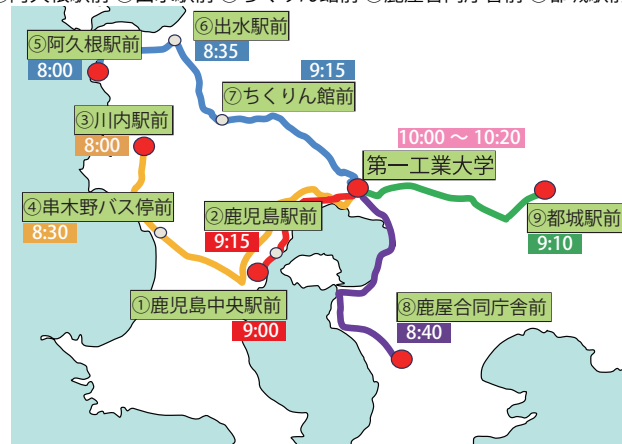 ⑤阿久根駅前
8:00
⑥出水駅前
8:35
9:15
⑦ちくりん館前
③川内駅前
8:00
10:00 ～ 10:20
第一工業大学
④串木野バス停前
8:30
②鹿児島駅前
9:15
⑨都城駅前
9:10
①鹿児島中央駅前
9:00
⑧鹿屋合同庁舎前
8:40